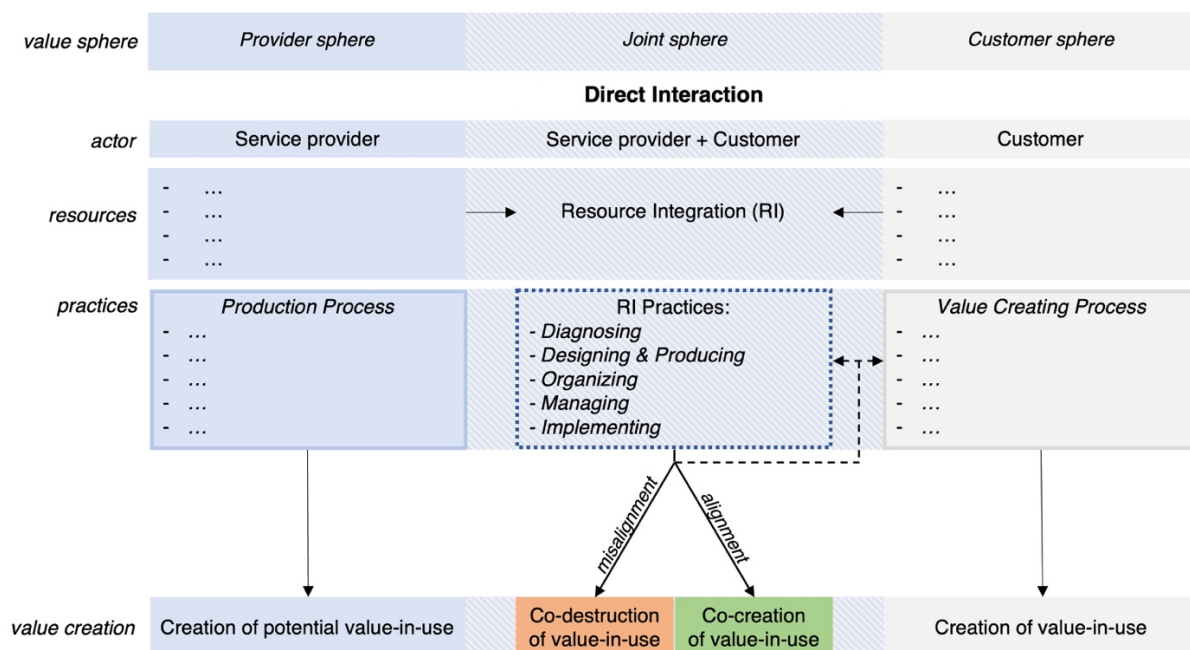 value sphere Provider sphere Joint sphere Customer sphere
Direct Interaction
actor Service provider Service provider + Customer Customer
resources
- ...
- ...
- ...
- ...
Resource Integration (RI)
- ...
- ...
- ...
- ...
practices
Production Process
- ...
- ...
- ...
- ...
- ...
RI Practices:
- Diagnosing
- Designing & Producing
- Organizing
- Managing
- Implementing
Value Creating Process
- ...
- ...
- ...
- ...
- ...
misalignment
alignment
value creation
Creation of potential value-in-use
Co-destruction
of value-in-use
Co-creation
of value-in-use
Creation of value-in-use